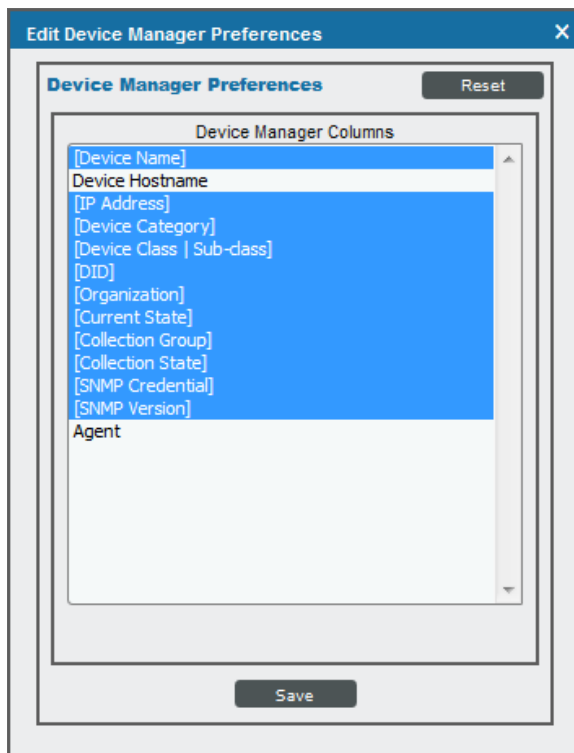 Edit Device Manager Preferences
Device Manager Preferences
Reset
Device Manager Columns
[Device Name]
Device Hostname
[IP Address]
[Device Category]
[Device Class | Sub-class]
[DID]
[Organization]
[Current State]
[Collection Group]
[Collection State]
[SNMP Credential]
[SNMP Version]
Agent
Save